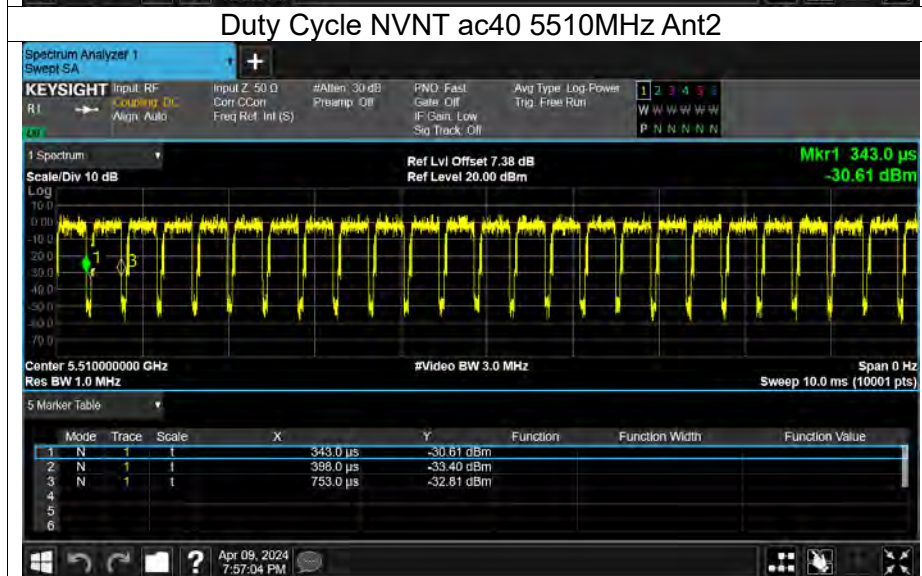 Duty Cycle NVNT ac40 5510MHz Ant2
Spectrum Analyzer 1
Swept SA
+
KEYSIGHT Input: RF Input Z: 50 Ω #Atten: 30 dB PNO: Fast Avg Type: Log-Power 1 2 3 4 5 6
R L Coupling: DC Corr CCorr Preamp: Off Gate: Off Trig: Free Run W W W W W W
Align: Auto Freq Ref: Int (S) IF Gain: Low
Sig Track: Off P N N N N N
1 Spectrum
Scale/Div 10 dB
Ref Lvl Offset 7.38 dB
Ref Level 20.00 dBm
Mkr1 343.0 µs
-30.61 dBm
Log
10.0
0.00
-10.0
-20.0
-30.0
-40.0
-50.0
-60.0
-70.0
1
3
Center 5.510000000 GHz #Video BW 3.0 MHz Span 0 Hz
Res BW 1.0 MHz Sweep 10.0 ms (10001 pts)
5 Marker Table
Mode Trace Scale X Y Function Function Width Function Value
1 N 1 t 343.0 µs -30.61 dBm
2 N 1 t 398.0 µs -33.40 dBm
3 N 1 t 753.0 µs -32.81 dBm
4
5
6
?
Apr 09, 2024
7:57:04 PM